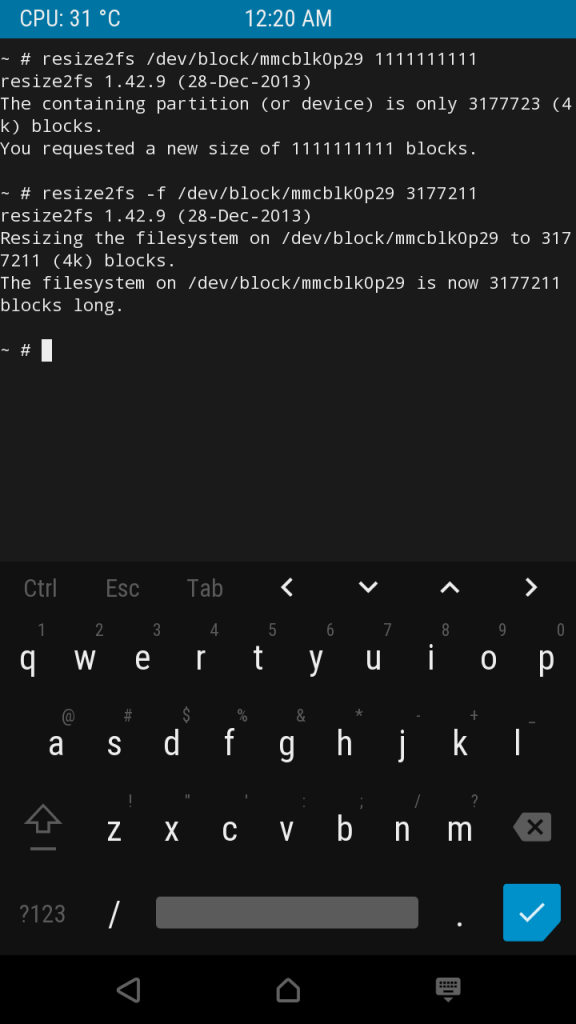 CPU: 31 °C 12:20 AM
~ # resize2fs /dev/block/mmcblk0p29 1111111111
resize2fs 1.42.9 (28-Dec-2013)
The containing partition (or device) is only 3177723 (4
k) blocks.
You requested a new size of 1111111111 blocks.
~ # resize2fs -f /dev/block/mmcblk0p29 3177211
resize2fs 1.42.9 (28-Dec-2013)
Resizing the filesystem on /dev/block/mmcblk0p29 to 317
7211 (4k) blocks.
The filesystem on /dev/block/mmcblk0p29 is now 3177211
blocks long.
~ #
Ctrl Esc Tab
1 2 3 4 5 6 7 8 9 0
q w e r t y u i o p
@ # $ % & * - + _
a s d f g h j k l
! " ' : ; / ?
z x c v b n m
?123 / .